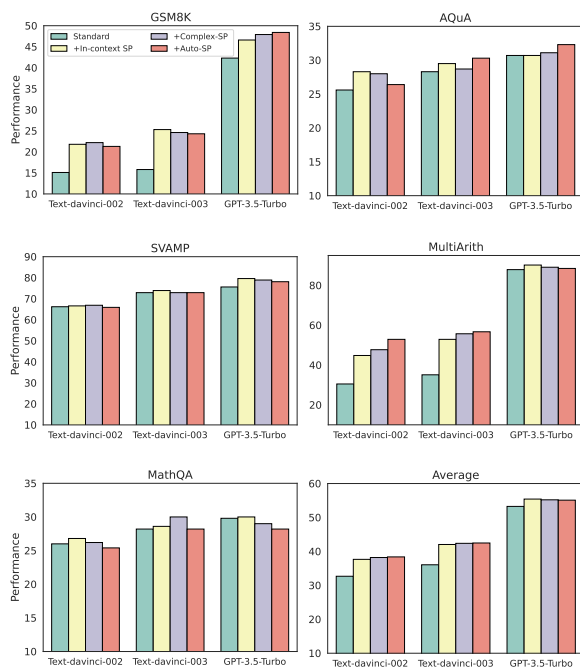 GSM8K
Standard
+In-context SP
+Complex-SP
+Auto-SP
Performance
50
45
40
35
30
25
20
15
10
Text-davinci-002
Text-davinci-003
GPT-3.5-Turbo
AQuA
35
30
25
20
15
10
Text-davinci-002
Text-davinci-003
GPT-3.5-Turbo
SVAMP
Performance
90
80
70
60
50
40
30
20
10
Text-davinci-002
Text-davinci-003
GPT-3.5-Turbo
MultiArith
80
60
40
20
Text-davinci-002
Text-davinci-003
GPT-3.5-Turbo
MathQA
Performance
35
30
25
20
15
10
Text-davinci-002
Text-davinci-003
GPT-3.5-Turbo
Average
60
50
40
30
20
10
Text-davinci-002
Text-davinci-003
GPT-3.5-Turbo